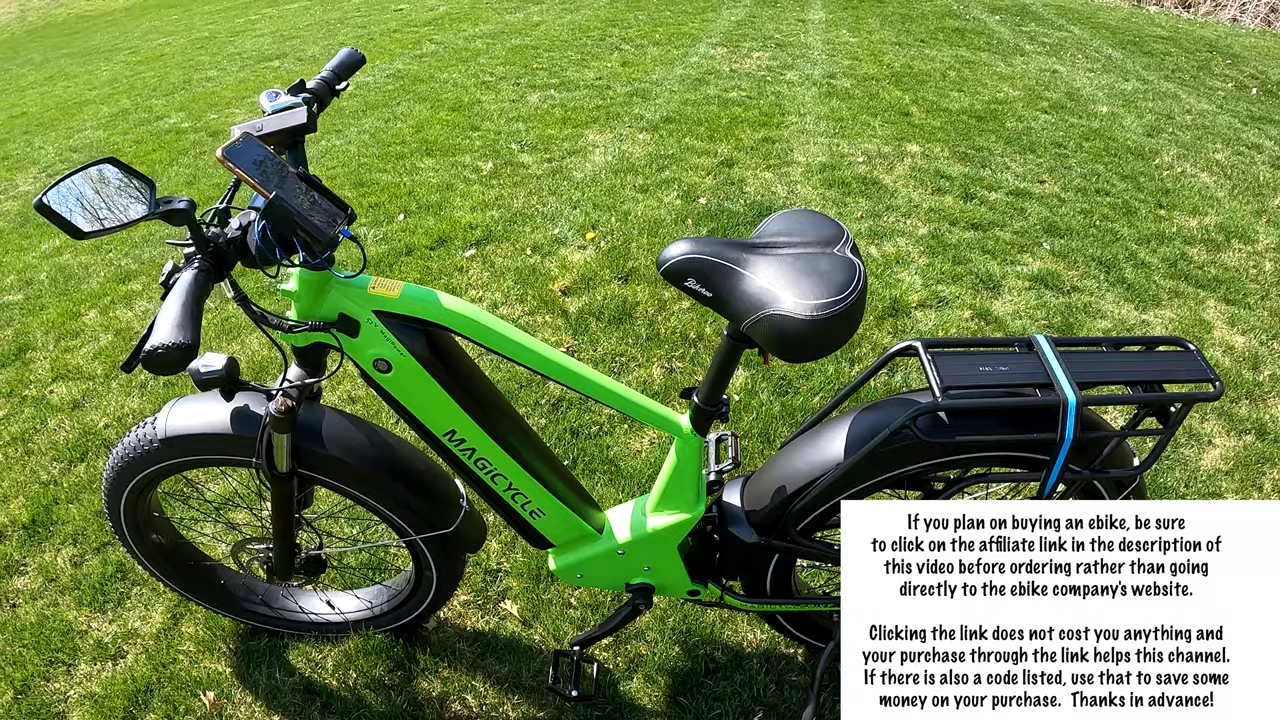 Bikeroo
52V MagiPower
MAGICYCLE
MAGICYCLEBIKE
If you plan on buying an ebike, be sure
to click on the affiliate link in the description of
this video before ordering rather than going
directly to the ebike company's website.
Clicking the link does not cost you anything and
your purchase through the link helps this channel.
If there is also a code listed, use that to save some
money on your purchase. Thanks in advance!